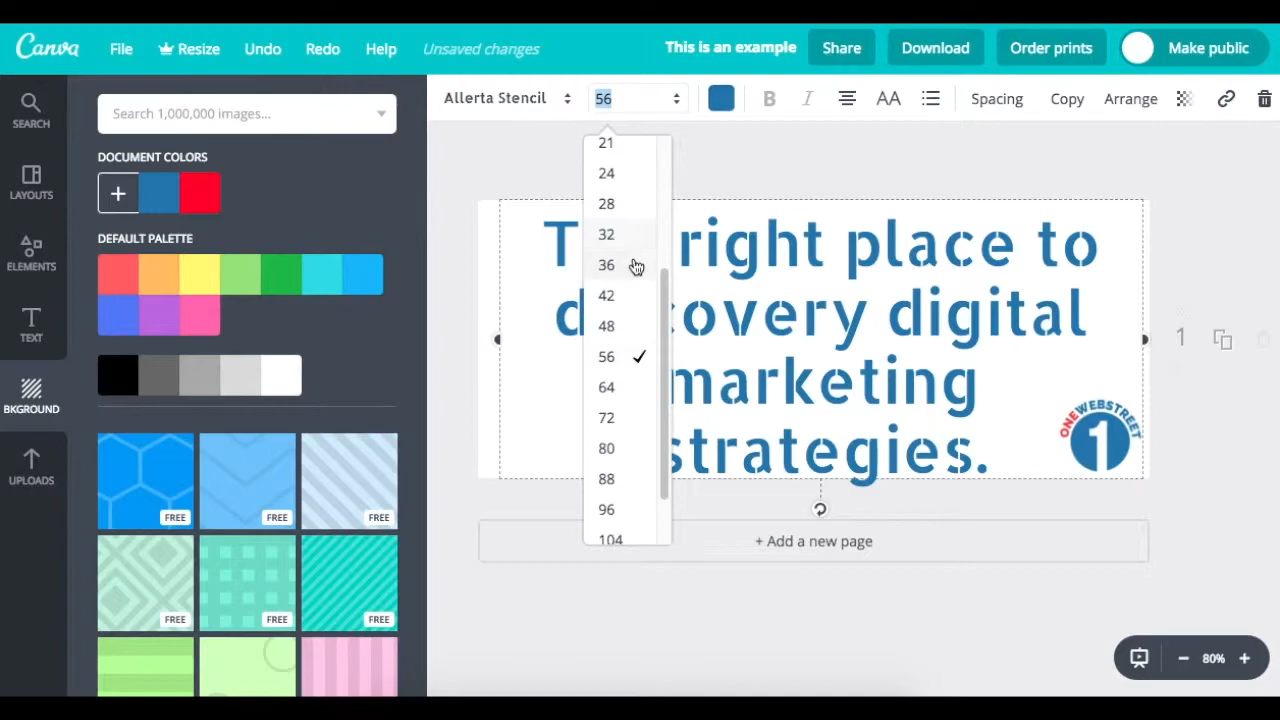 Canva File Resize Undo Redo Help Unsaved changes This is an example Share Download Order prints Make public
Allerta Stencil 56 B I AA Spacing Copy Arrange
SEARCH
LAYOUTS
ELEMENTS
TEXT
BKGROUND
UPLOADS
Search 1,000,000 images...
DOCUMENT COLORS
+
DEFAULT PALETTE
FREE FREE FREE
FREE FREE FREE
21
24
28
32
36
42
48
56
64
72
80
88
96
104
T right place to
d covery digital
marketing
strategies.
ONEWEBSTREET
1
1
+ Add a new page
80%